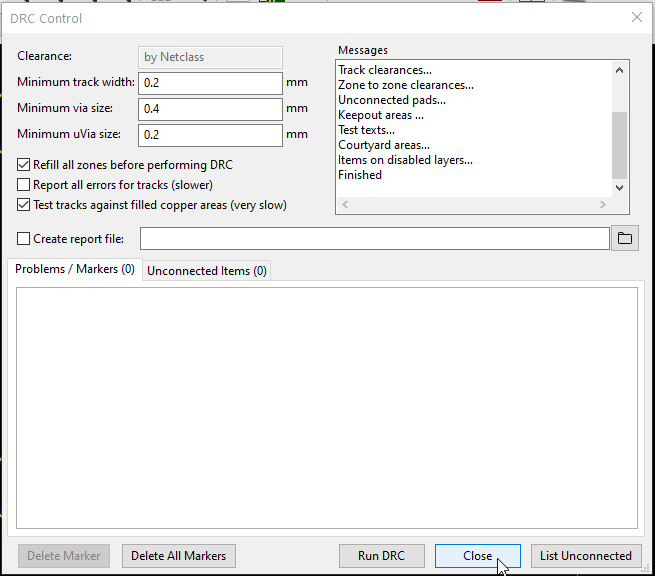 DRC Control
Clearance:
by Netclass
Minimum track width:
0.2
mm
Minimum via size:
0.4
mm
Minimum uVia size:
0.2
mm
Messages
Track clearances...
Zone to zone clearances...
Unconnected pads...
Keepout areas ...
Test texts...
Courtyard areas...
Items on disabled layers...
Finished
Refill all zones before performing DRC
Report all errors for tracks (slower)
Test tracks against filled copper areas (very slow)
Create report file:
Problems / Markers (0)
Unconnected Items (0)
Delete Marker
Delete All Markers
Run DRC
Close
List Unconnected